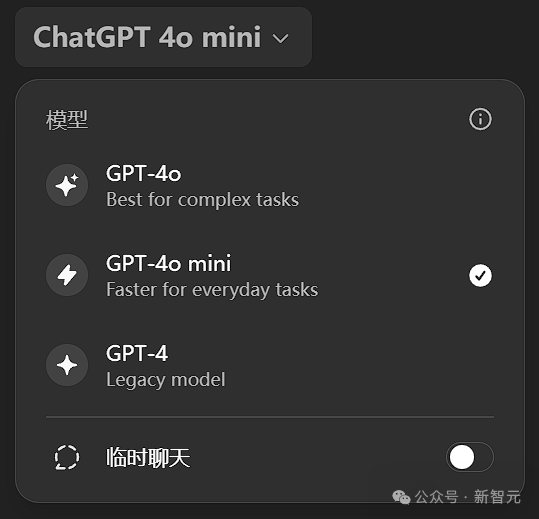 ChatGPT 4o mini
模型
GPT-4o
Best for complex tasks
GPT-4o mini
Faster for everyday tasks
GPT-4
Legacy model
临时聊天
公众号 · 新智元